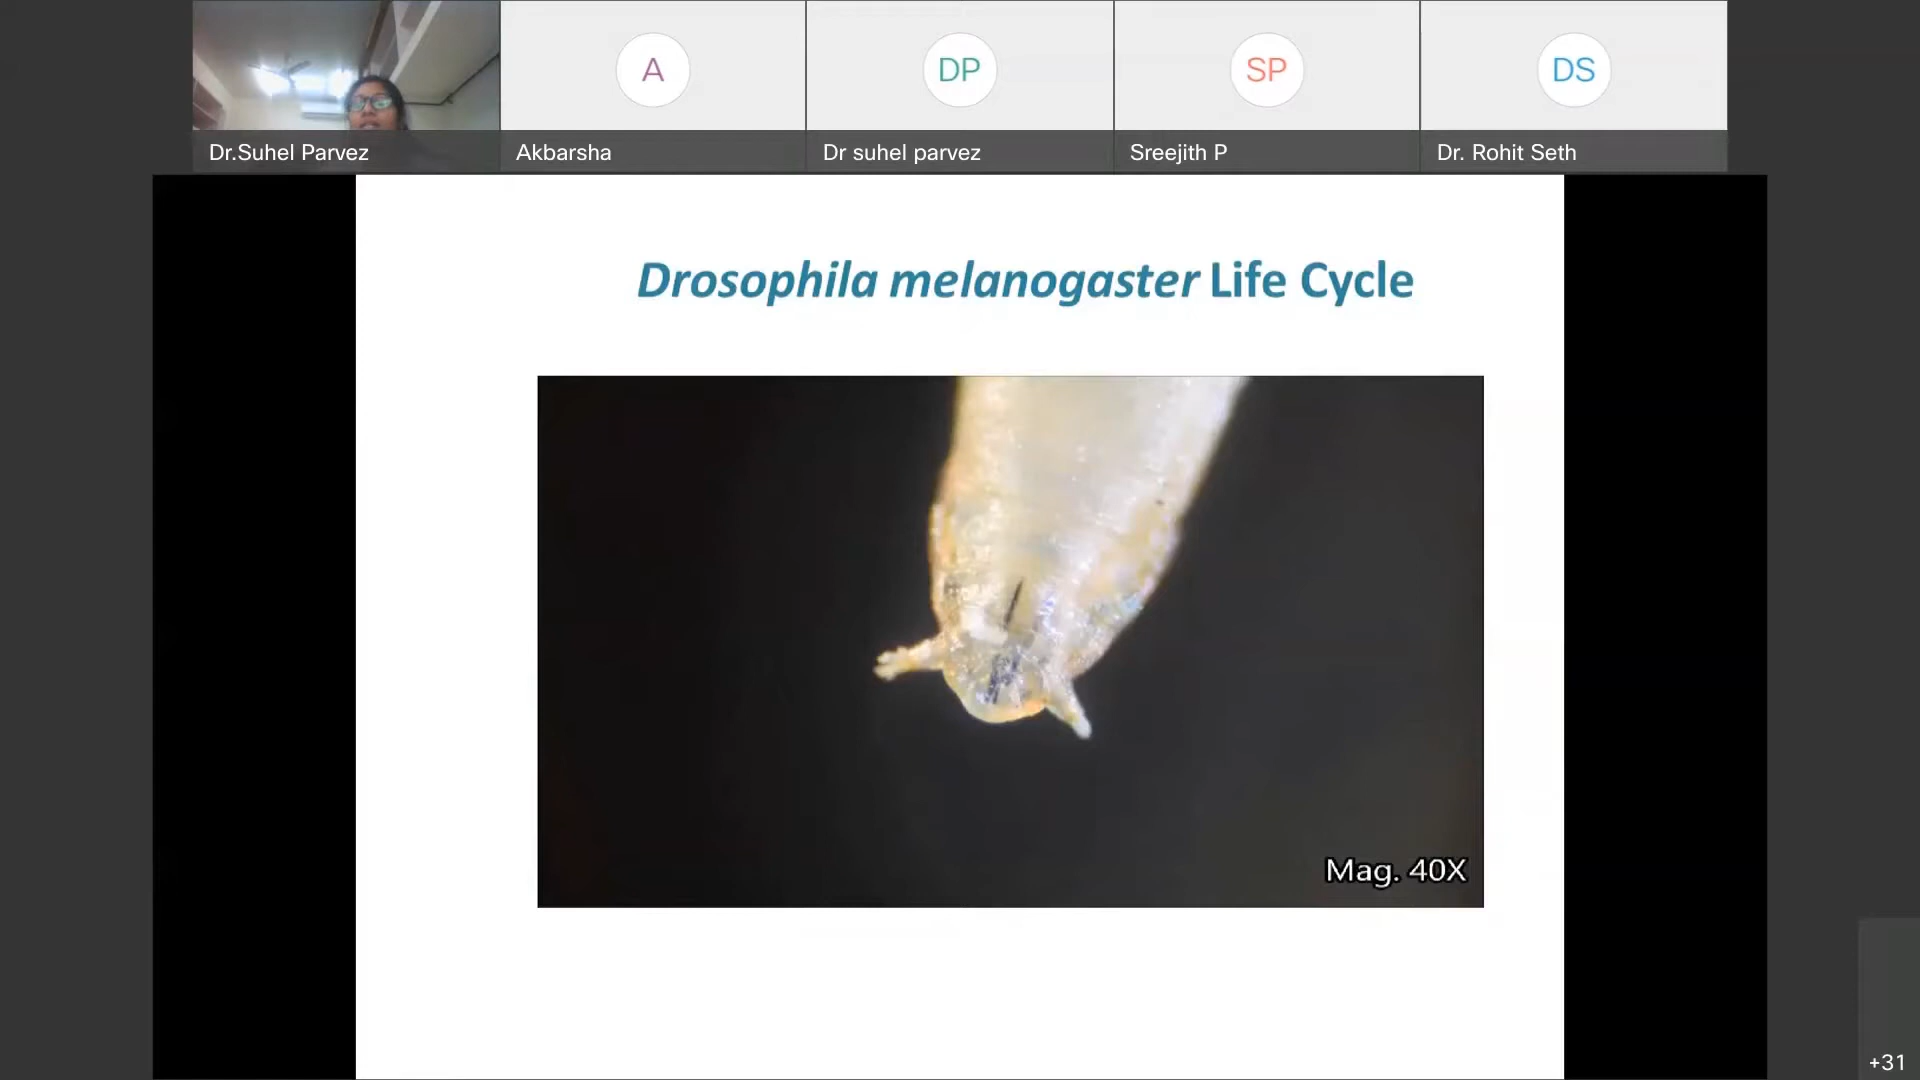 A
DP
SP
DS
Dr.Suhel Parvez
Akbarsha
Dr suhel parvez
Sreejith P
Dr. Rohit Seth
Drosophila melanogaster Life Cycle
Mag. 40X
+31